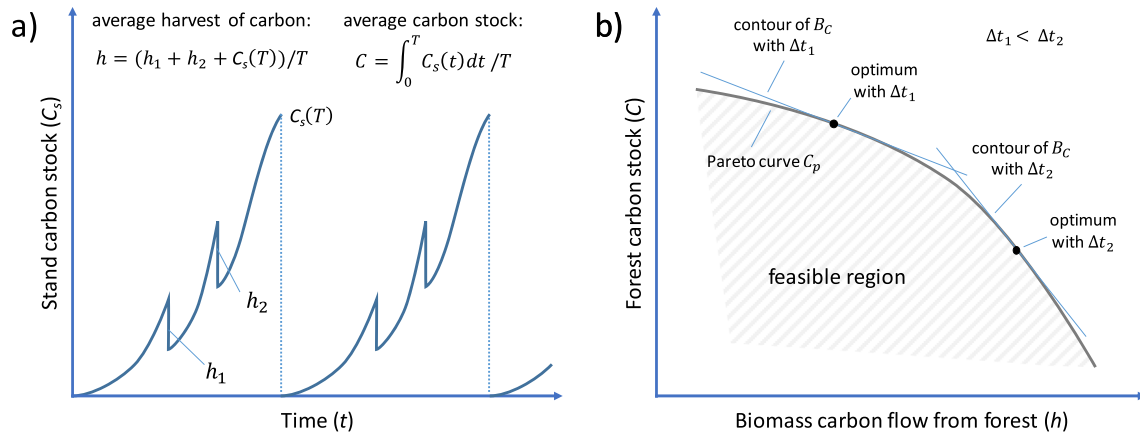 a)
average harvest of carbon:
h = (h₁ + h₂ + Cₛ(T))/T
average carbon stock:
C = ∫₀ᵀ Cₛ(t)dt /T
Stand carbon stock (Cₛ)
Cₛ(T)
h₂
h₁
Time (t)
b)
contour of B_C
with Δt₁
Δt₁ < Δt₂
optimum
with Δt₁
Pareto curve Cₚ
contour of B_C
with Δt₂
optimum
with Δt₂
feasible region
Forest carbon stock (C)
Biomass carbon flow from forest (h)